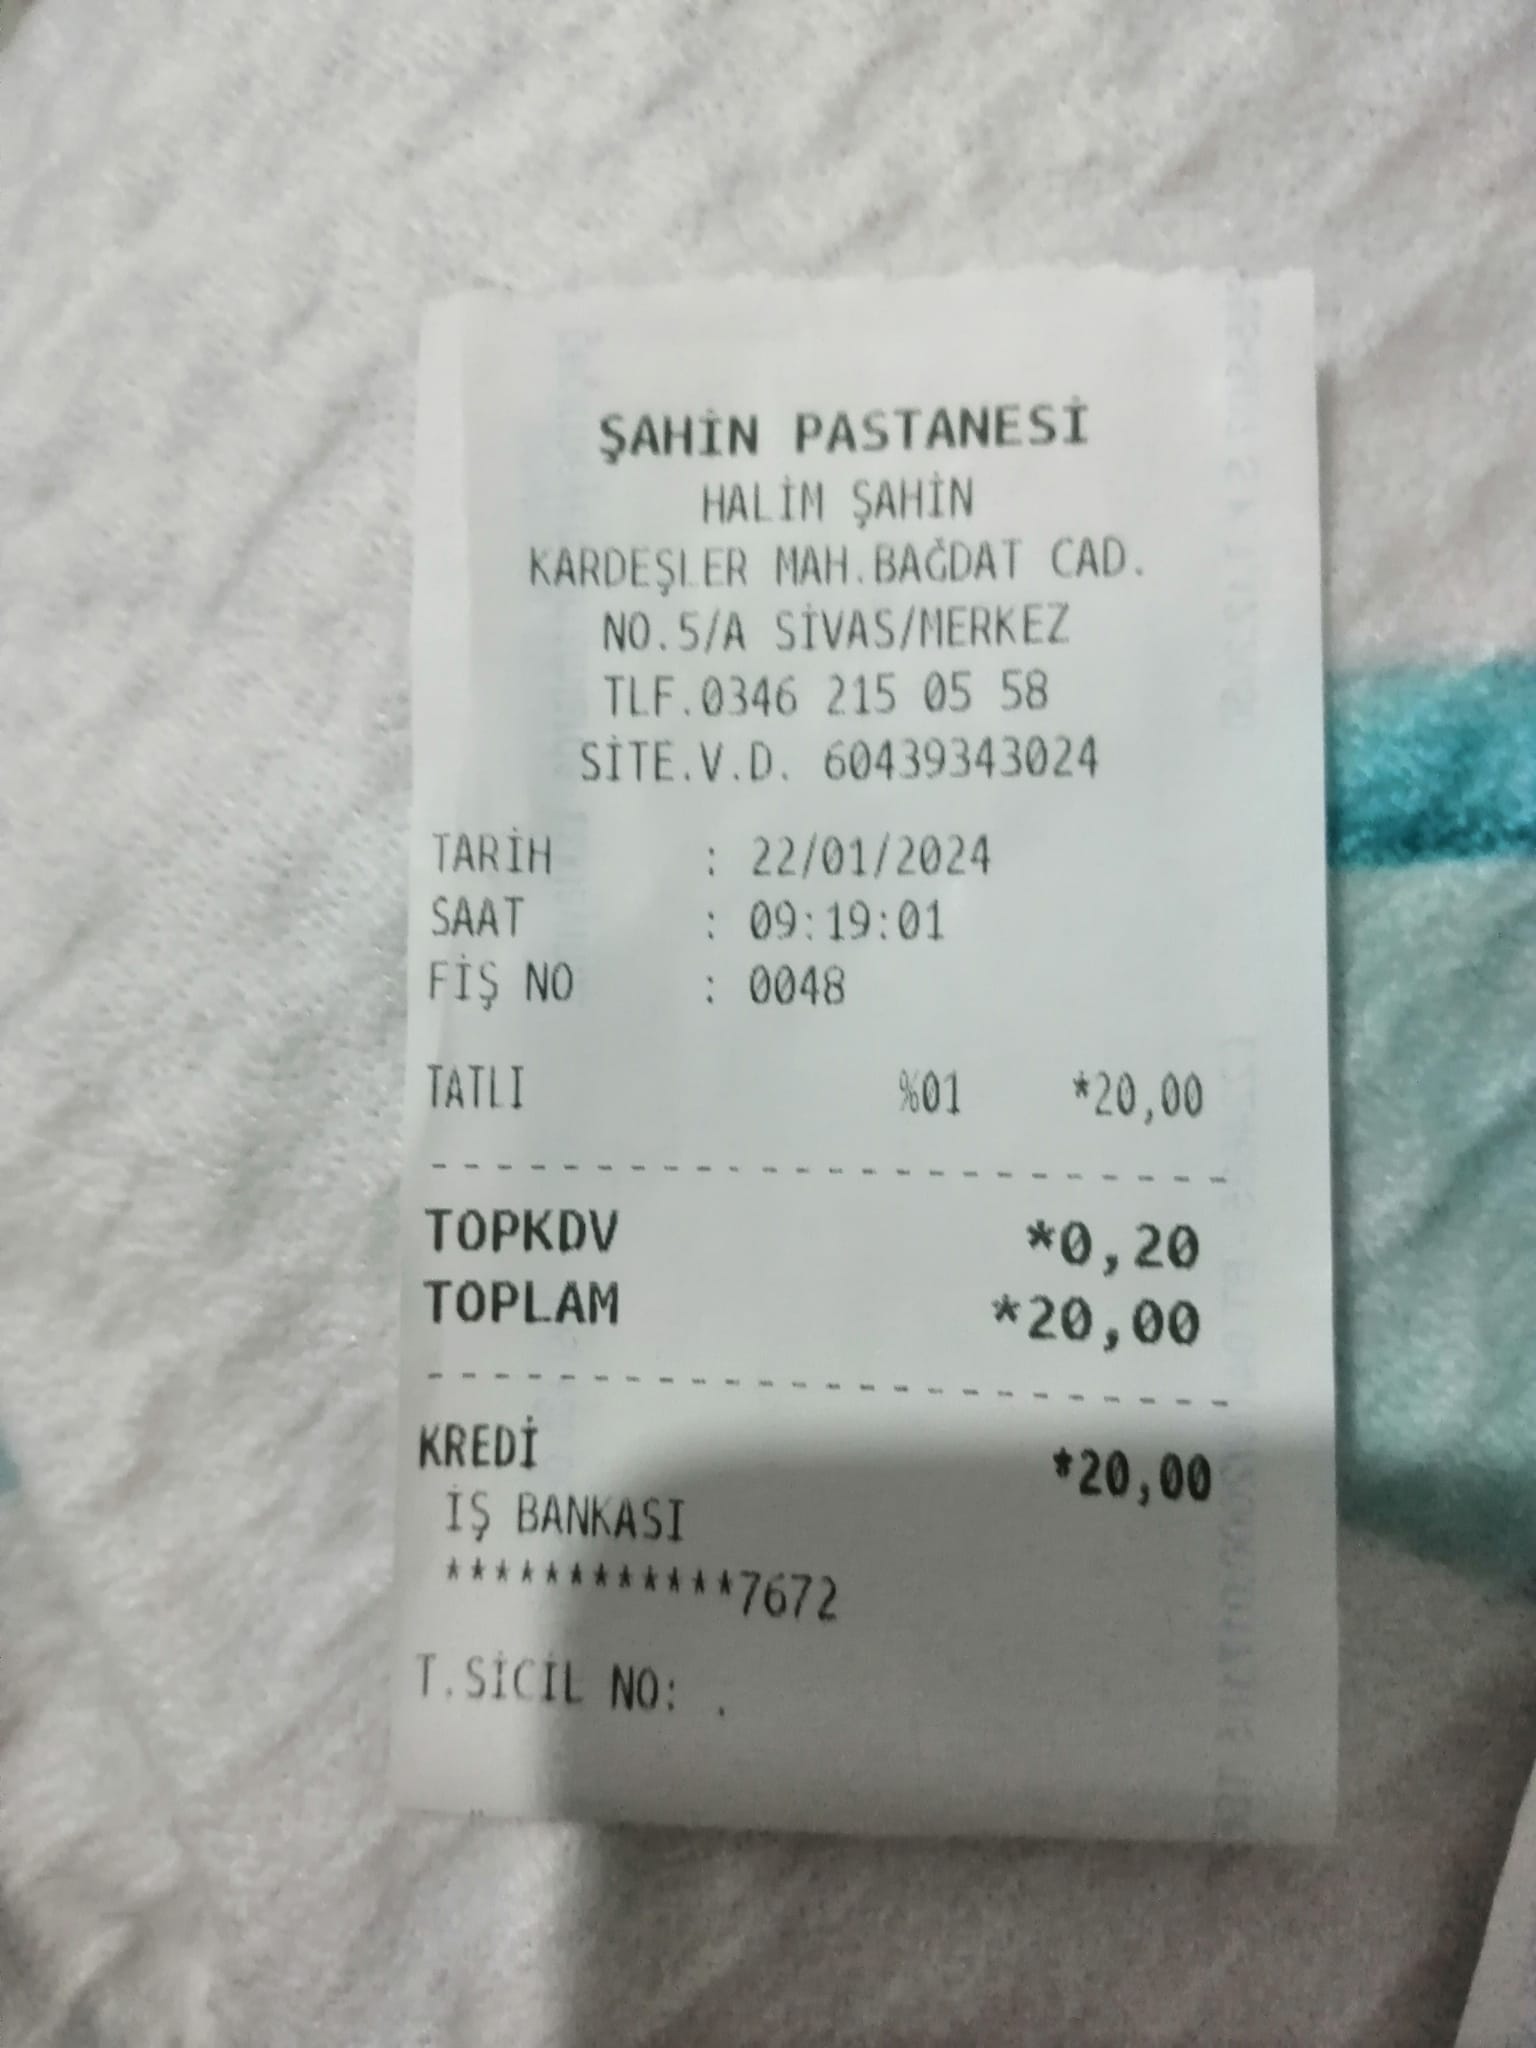 ŞAHİN PASTANESİ
HALİM ŞAHİN
KARDEŞLER MAH.BAĞDAT CAD.
NO.5/A SİVAS/MERKEZ
TLF.0346 215 05 58
SİTE.V.D. 60439343024
TARİH : 22/01/2024
SAAT : 09:19:01
FİŞ NO : 0048
TATLI %01 *20,00
TOPKDV *0,20
TOPLAM *20,00
KREDİ *20,00
İŞ BANKASI
************7672
T.SİCİL NO: .